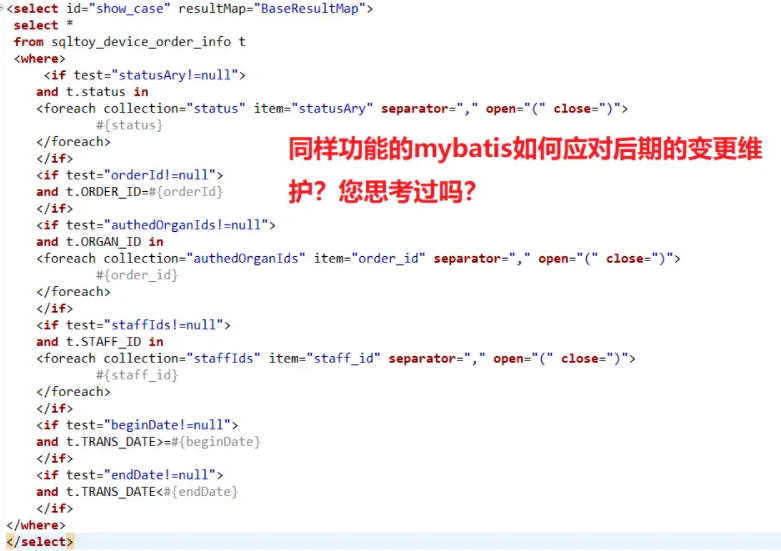 <select id="show_case" resultMap="BaseResultMap">
select *
from sqltoy_device_order_info t
<where>
<if test="statusAry!=null">
and t.status in
<foreach collection="status" item="statusAry" separator="," open="(" close=")">
#{status}
</foreach>
</if>
<if test="orderId!=null">
and t.ORDER_ID=#{orderId}
</if>
<if test="authedOrganIds!=null">
and t.ORGAN_ID in
<foreach collection="authedOrganIds" item="order_id" separator="," open="(" close=")">
#{order_id}
</foreach>
</if>
<if test="staffIds!=null">
and t.STAFF_ID in
<foreach collection="staffIds" item="staff_id" separator="," open="(" close=")">
#{staff_id}
</foreach>
</if>
<if test="beginDate!=null">
and t.TRANS_DATE>=#{beginDate}
</if>
<if test="endDate!=null">
and t.TRANS_DATE<#{endDate}
</if>
</where>
</select>
同样功能的mybatis如何应对后期的变更维
护？您思考过吗？